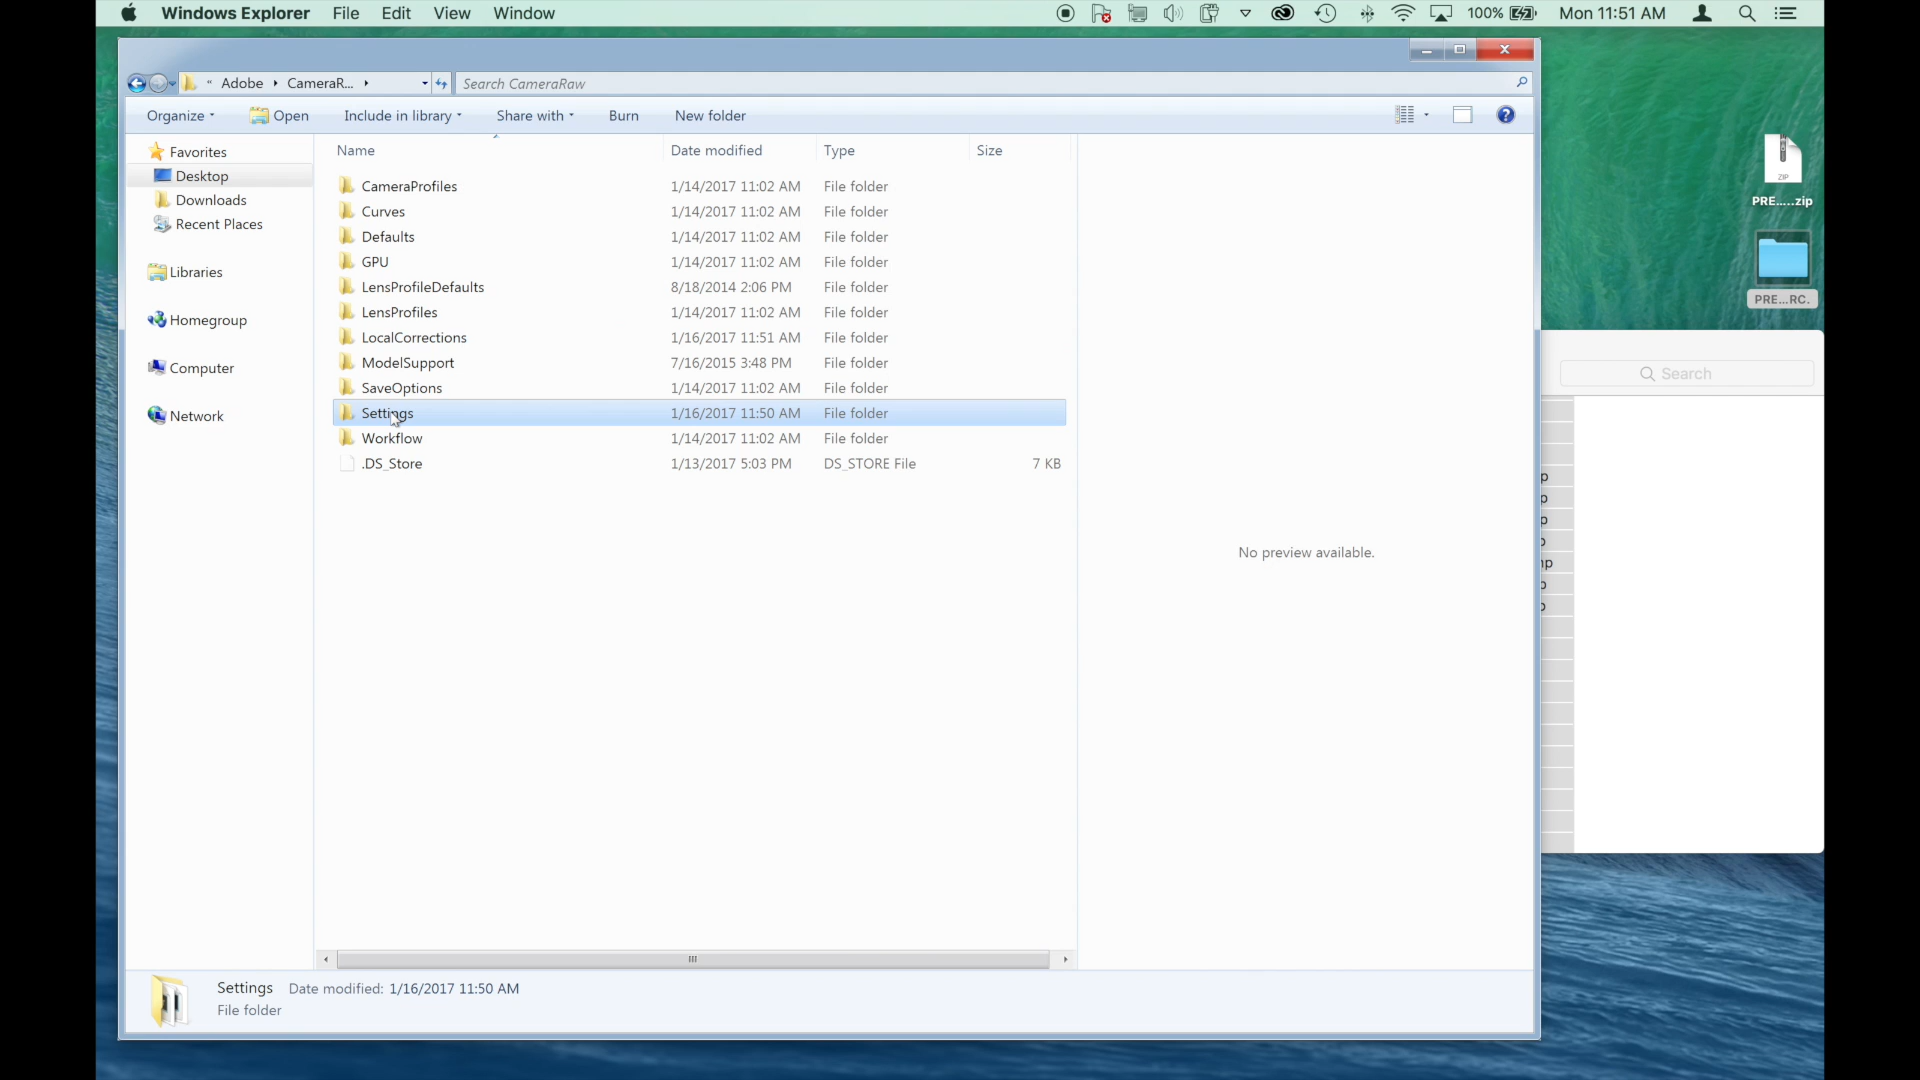 Windows Explorer File Edit View Window 100% Mon 11:51 AM
« Adobe CameraR... Search CameraRaw
Organize Open Include in library Share with Burn New folder
Favorites
Desktop
Downloads
Recent Places
Libraries
Homegroup
Computer
Network
Name Date modified Type Size
CameraProfiles 1/14/2017 11:02 AM File folder
Curves 1/14/2017 11:02 AM File folder
Defaults 1/14/2017 11:02 AM File folder
GPU 1/14/2017 11:02 AM File folder
LensProfileDefaults 8/18/2014 2:06 PM File folder
LensProfiles 1/14/2017 11:02 AM File folder
LocalCorrections 1/16/2017 11:51 AM File folder
ModelSupport 7/16/2015 3:48 PM File folder
SaveOptions 1/14/2017 11:02 AM File folder
Settings 1/16/2017 11:50 AM File folder
Workflow 1/14/2017 11:02 AM File folder
.DS_Store 1/13/2017 5:03 PM DS_STORE File 7 KB
No preview available.
Settings Date modified: 1/16/2017 11:50 AM
File folder
ZIP
PRE.....zip
PRE...RC.
Search